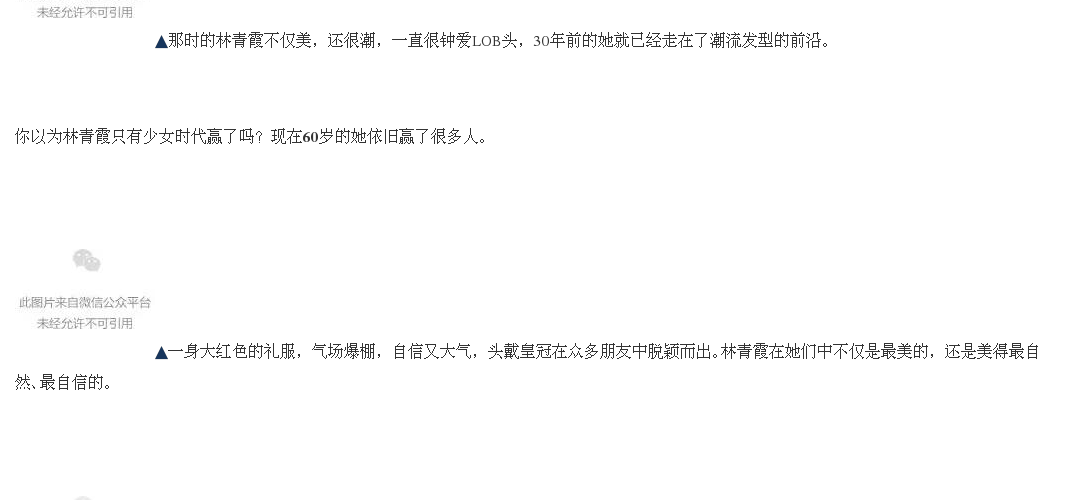 未经允许不可引用
▲那时的林青霞不仅美，还很潮，一直很钟爱LOB头，30年前的她就已经走在了潮流发型的前沿。
你以为林青霞只有少女时代赢了吗？现在60岁的她依旧赢了很多人。
此图片来自微信公众平台
未经允许不可引用
▲一身大红色的礼服，气场爆棚，自信又大气，头戴皇冠在众多朋友中脱颖而出。林青霞在她们中不仅是最美的，还是美得最自
然、最自信的。